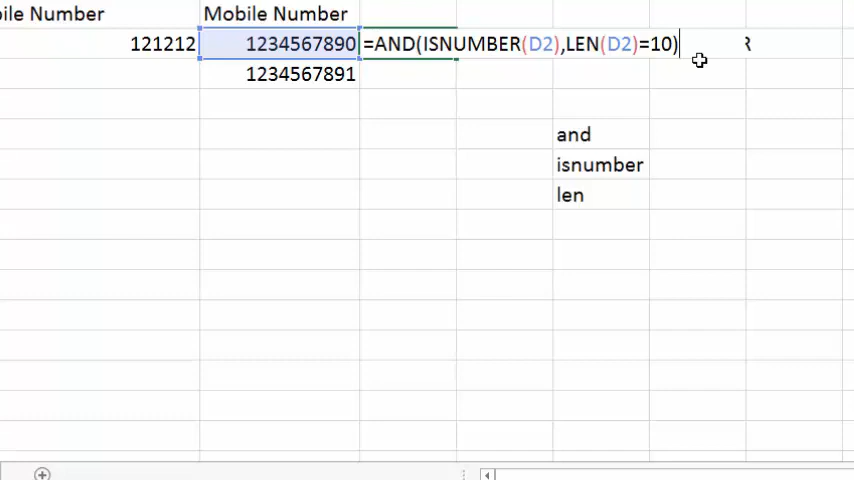 bile Number Mobile Number
121212 1234567890 =AND(ISNUMBER(D2),LEN(D2)=10)
1234567891
and
isnumber
len